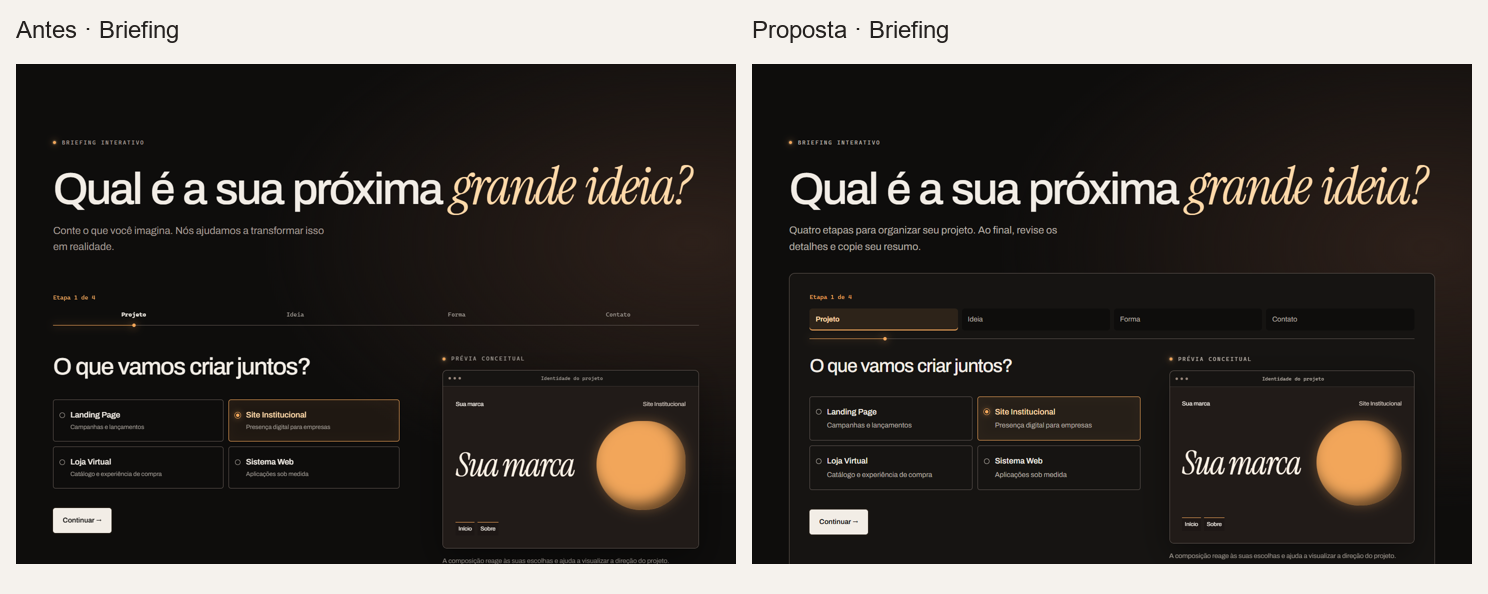 Antes · Briefing
BRIEFING INTERATIVO
Qual é a sua próxima grande ideia?
Conte o que você imagina. Nós ajudamos a transformar isso
em realidade.
Etapa 1 de 4
Projeto
Ideia
Forma
Contato
O que vamos criar juntos?
Landing Page
Campanhas e lançamentos
Site Institucional
Presença digital para empresas
Loja Virtual
Catálogo e experiência de compra
Sistema Web
Aplicações sob medida
Continuar →
PRÉVIA CONCEITUAL
Identidade do projeto
Sua marca
Site Institucional
Sua marca
Início
Sobre
A composição reage às suas escolhas e ajuda a visualizar a direção do projeto.
Proposta · Briefing
BRIEFING INTERATIVO
Qual é a sua próxima grande ideia?
Quatro etapas para organizar seu projeto. Ao final, revise os
detalhes e copie seu resumo.
Etapa 1 de 4
Projeto
Ideia
Forma
Contato
O que vamos criar juntos?
Landing Page
Campanhas e lançamentos
Site Institucional
Presença digital para empresas
Loja Virtual
Catálogo e experiência de compra
Sistema Web
Aplicações sob medida
Continuar →
PRÉVIA CONCEITUAL
Identidade do projeto
Sua marca
Site Institucional
Sua marca
Início
Sobre
A composição reage às suas escolhas e ajuda a visualizar a direção do projeto.